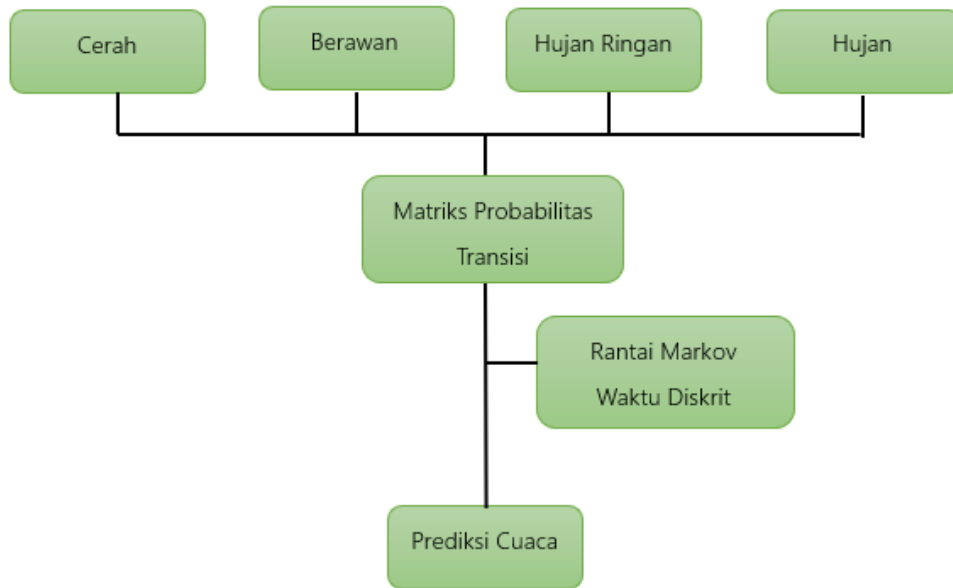 Cerah
Berawan
Hujan Ringan
Hujan
Matriks Probabilitas
Transisi
Rantai Markov
Waktu Diskrit
Prediksi Cuaca